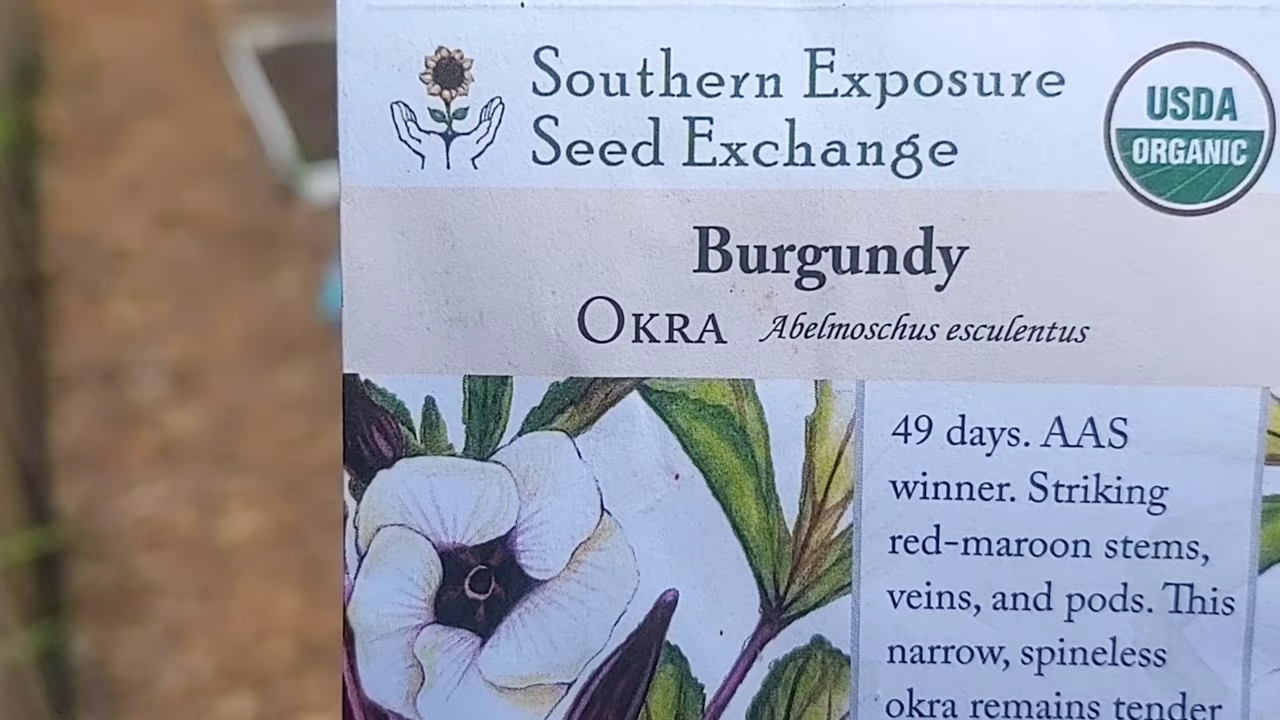 Southern Exposure
Seed Exchange
USDA
ORGANIC
Burgundy
OKRA Abelmoschus esculentus
49 days. AAS
winner. Striking
red-maroon stems,
veins, and pods. This
narrow, spineless
okra remains tender